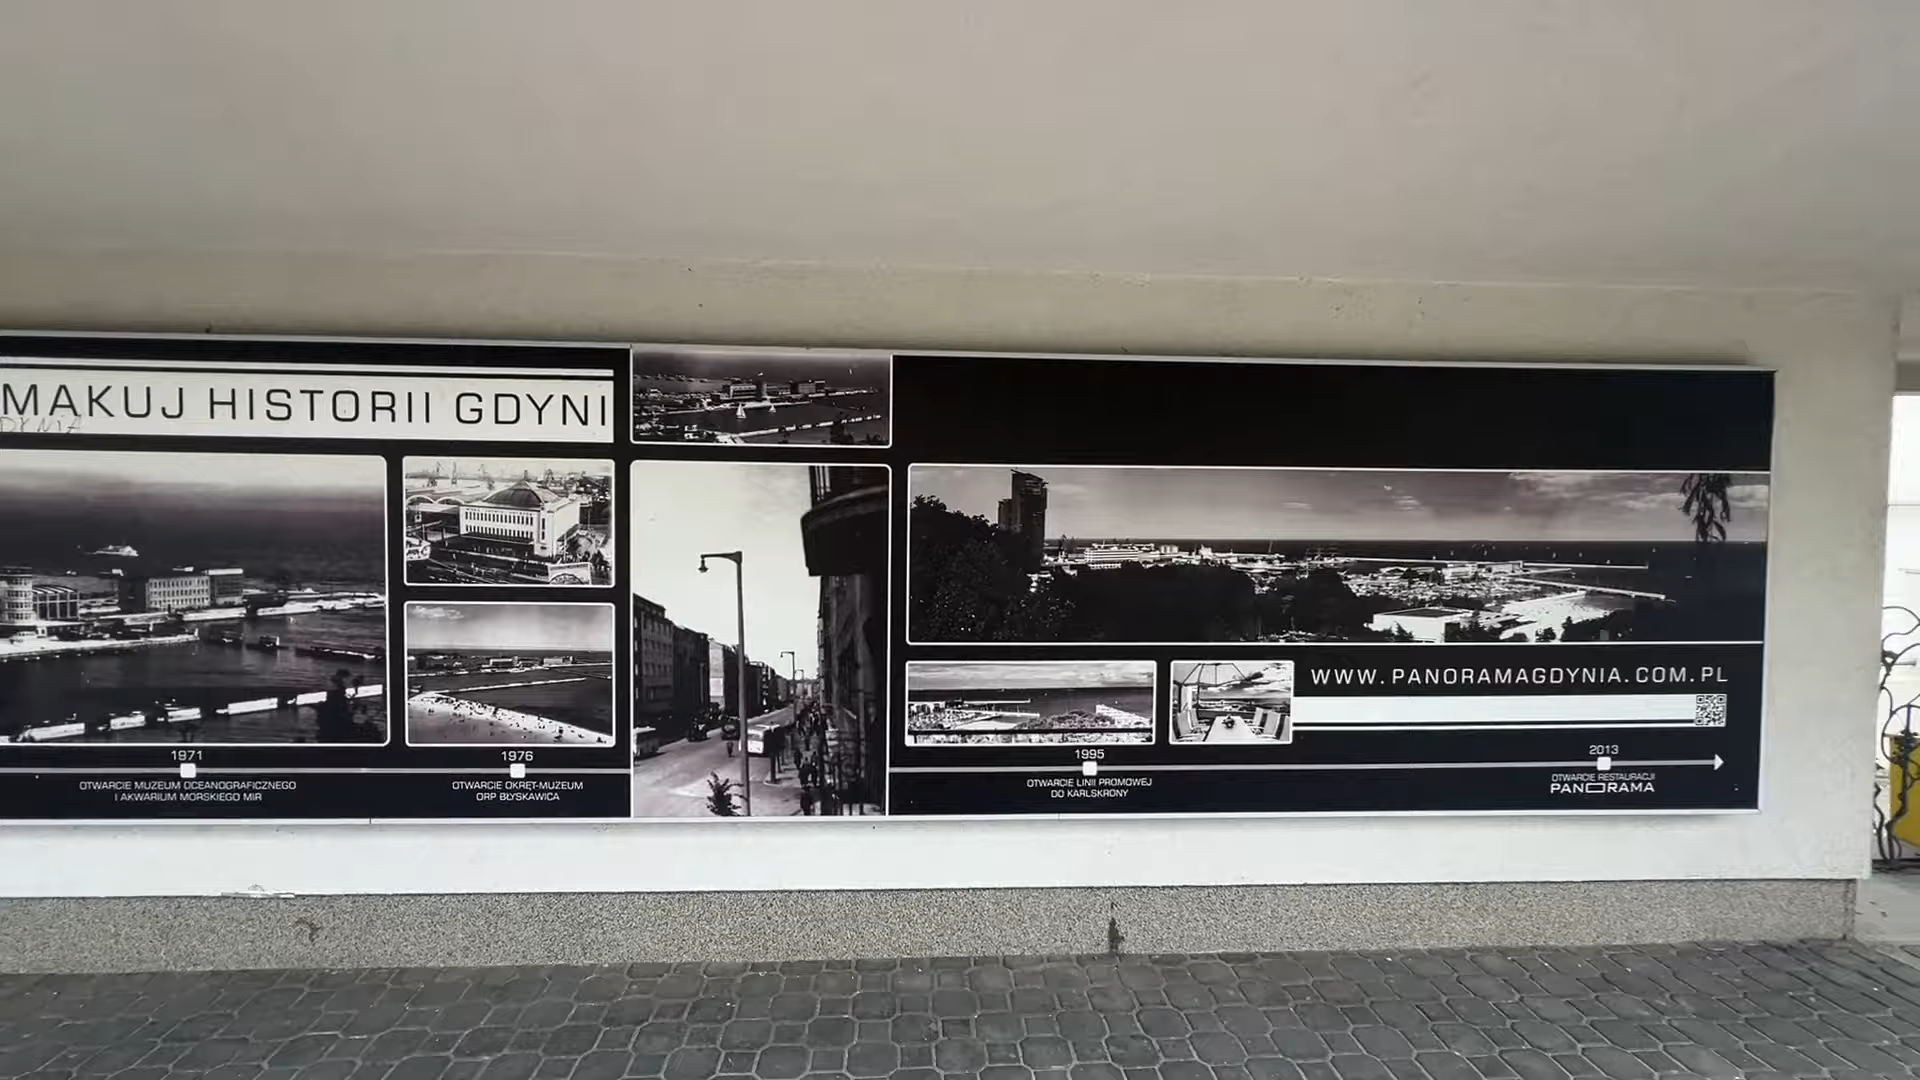 MAKUJ HISTORII GDYNI
DYNIA
1971
OTWARCIE MUZEUM OCEANOGRAFICZNEGO
I AKWARIUM MORSKIEGO MIR
1976
OTWARCIE OKRĘT-MUZEUM
ORP BŁYSKAWICA
WWW.PANORAMAGDYNIA.COM.PL
1995
OTWARCIE LINII PROMOWEJ
DO KARLSKRONY
2013
OTWARCIE RESTAURACJI
PANORAMA